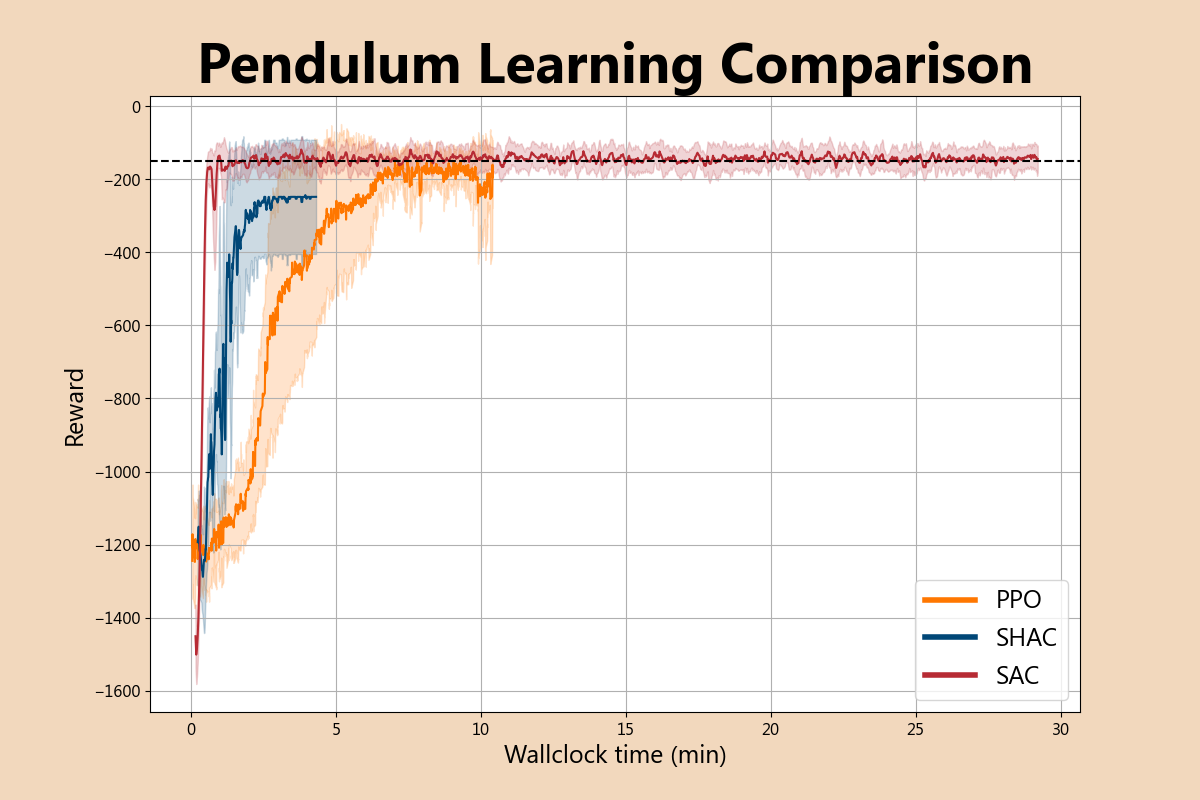 Pendulum Learning Comparison
0
−200
−400
−600
−800
−1000
−1200
−1400
−1600
Reward
0 5 10 15 20 25 30
Wallclock time (min)
PPO
SHAC
SAC